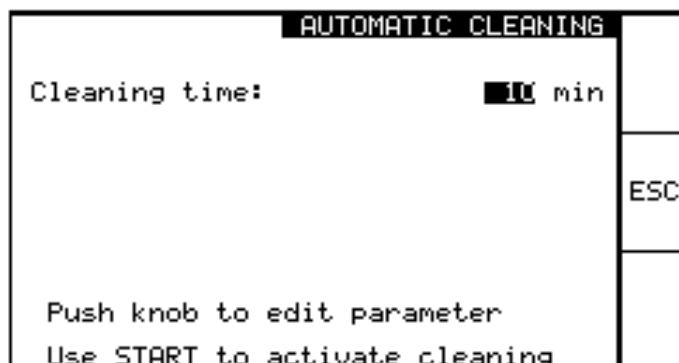 AUTOMATIC CLEANING
Cleaning time: 10 min
ESC
Push knob to edit parameter
Use START to activate cleaning